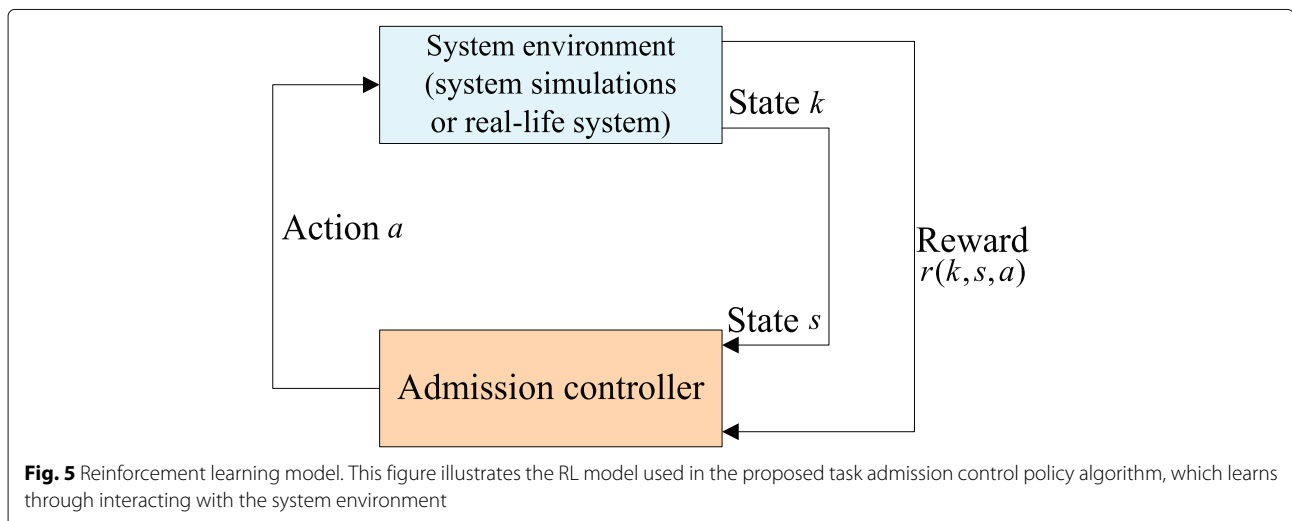 System environment
(system simulations
or real-life system)
State k
Action a
Reward
r(k,s,a)
State s
Admission controller
Fig. 5 Reinforcement learning model. This figure illustrates the RL model used in the proposed task admission control policy algorithm, which learns
through interacting with the system environment